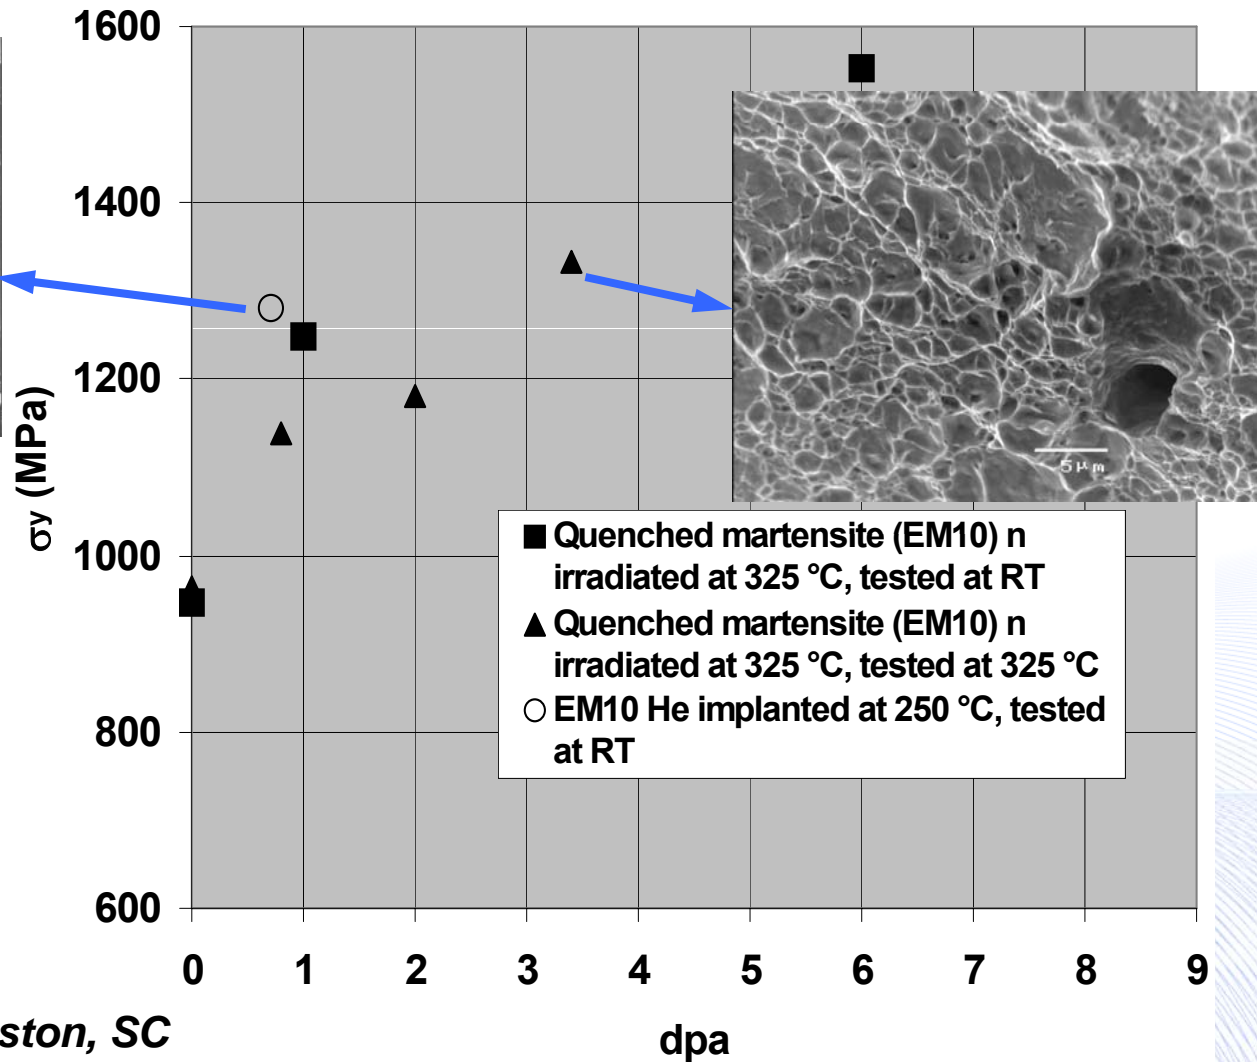 1600
1400
1200
1000
800
600
σy (MPa)
5μm
■ Quenched martensite (EM10) n
irradiated at 325 °C, tested at RT
▲ Quenched martensite (EM10) n
irradiated at 325 °C, tested at 325 °C
○ EM10 He implanted at 250 °C, tested
at RT
0 1 2 3 4 5 6 7 8 9
dpa
ston, SC